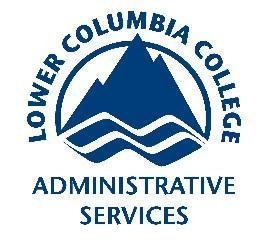 LOWER COLUMBIA COLLEGE
ADMINISTRATIVE
SERVICES